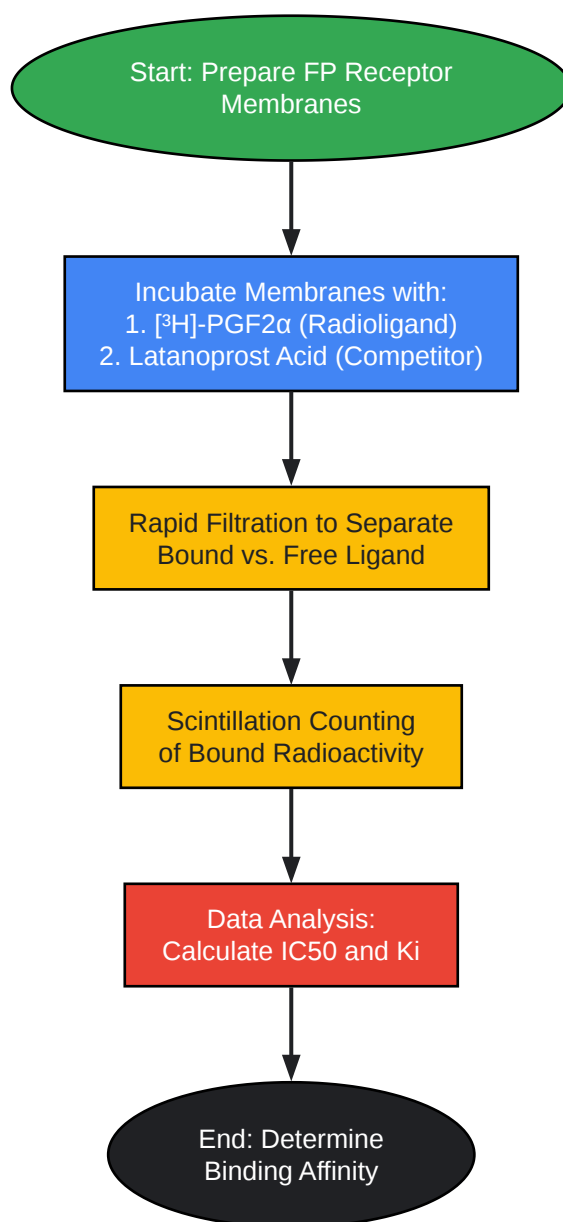 Start: Prepare FP Receptor
Membranes
Incubate Membranes with:
1. [³H]-PGF2α (Radioligand)
2. Latanoprost Acid (Competitor)
Rapid Filtration to Separate
Bound vs. Free Ligand
Scintillation Counting
of Bound Radioactivity
Data Analysis:
Calculate IC50 and Ki
End: Determine
Binding Affinity